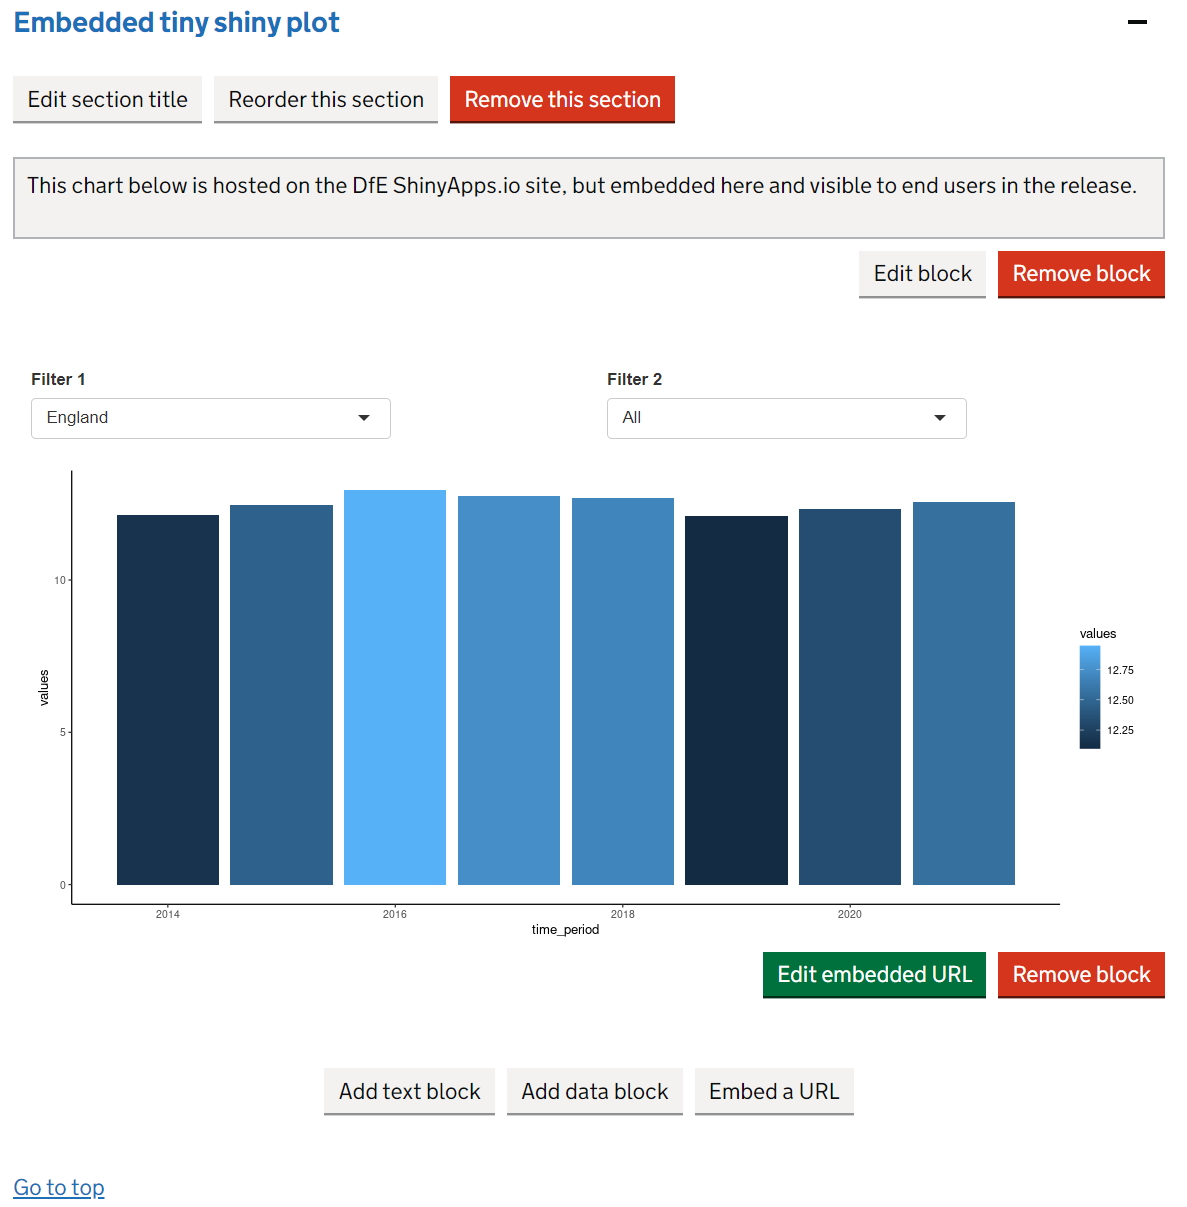 Embedded tiny shiny plot
Edit section title
Reorder this section
Remove this section
This chart below is hosted on the DfE ShinyApps.io site, but embedded here and visible to end users in the release.
Edit block
Remove block
Filter 1
Filter 2
England
All
10
5
0
values
2014
2016
2018
2020
time_period
values
12.75
12.50
12.25
Edit embedded URL
Remove block
Add text block
Add data block
Embed a URL
Go to top